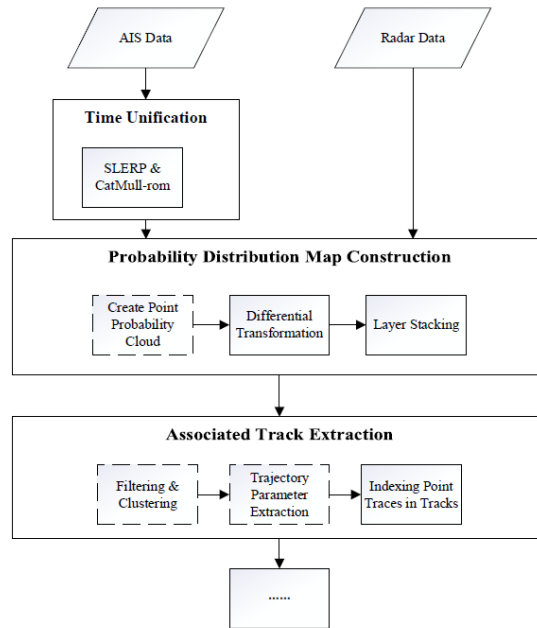 AIS Data
Radar Data
Time Unification
SLERP &
CatMull-rom
Probability Distribution Map Construction
Create Point
Probability
Cloud
Differential
Transformation
Layer Stacking
Associated Track Extraction
Filtering &
Clustering
Trajectory
Parameter
Extraction
Indexing Point
Traces in Tracks
......